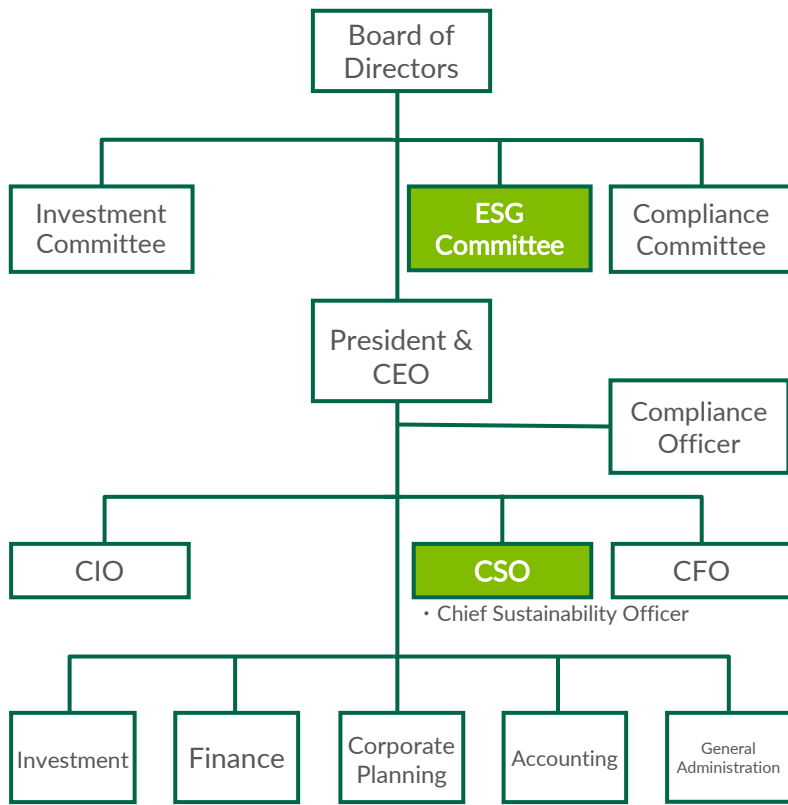 Board of
Directors
Investment
Committee
ESG
Committee
Compliance
Committee
President &
CEO
Compliance
Officer
CIO
CSO
CFO
・Chief Sustainability Officer
Investment
Finance
Corporate
Planning
Accounting
General
Administration